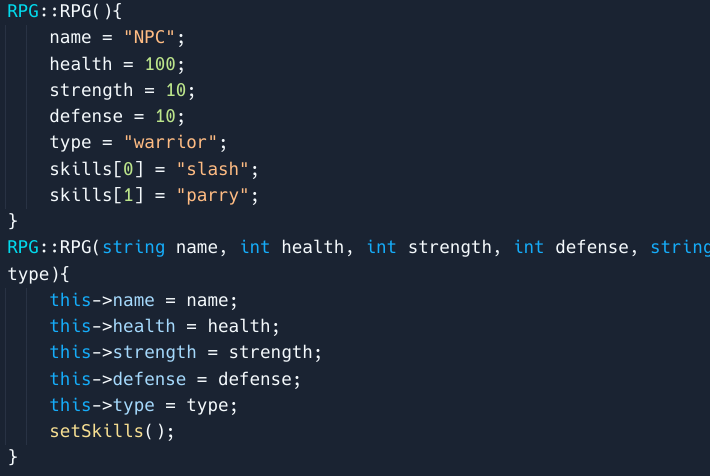 RPG::RPG(){
    name = "NPC";
    health = 100;
    strength = 10;
    defense = 10;
    type = "warrior";
    skills[0] = "slash";
    skills[1] = "parry";
}
RPG::RPG(string name, int health, int strength, int defense, string
type){
    this->name = name;
    this->health = health;
    this->strength = strength;
    this->defense = defense;
    this->type = type;
    setSkills();
}